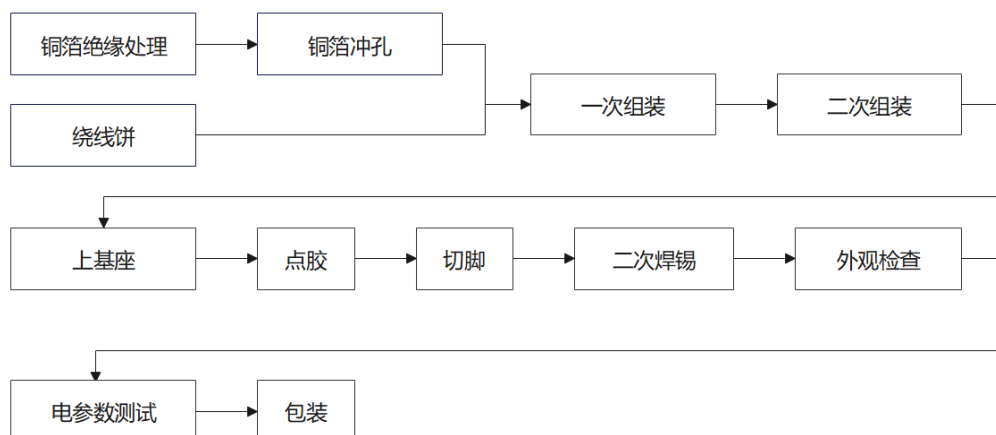 铜箔绝缘处理
铜箔冲孔
绕线饼
一次组装
二次组装
上基座
点胶
切脚
二次焊锡
外观检查
电参数测试
包装